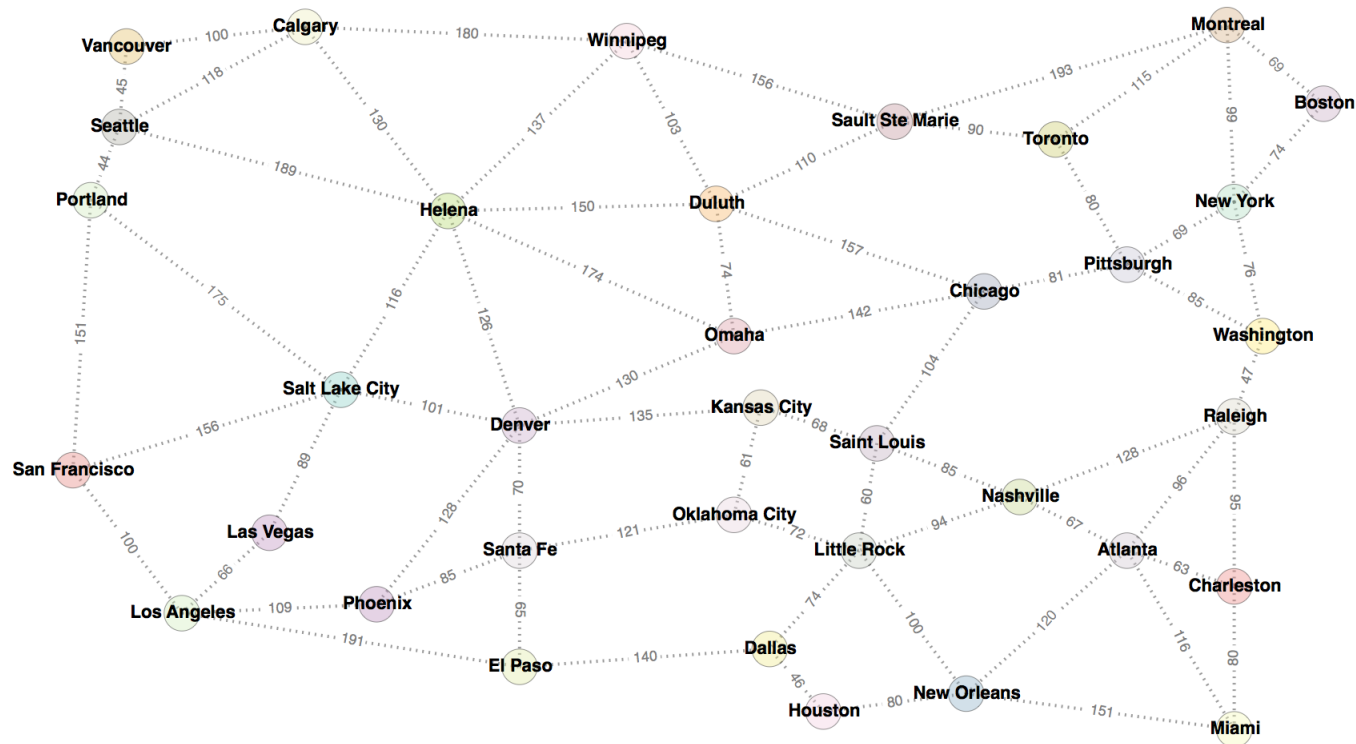 Vancouver
100
Calgary
180
Winnipeg
Montreal
118
45
156
193
69
115
Boston
Seattle
130
137
103
Sault Ste Marie
90
Toronto
66
74
44
189
110
Portland
Helena
150
Duluth
80
New York
69
157
Pittsburgh
76
175
116
174
74
Chicago
81
85
151
126
142
Omaha
Washington
104
47
130
Salt Lake City
101
Kansas City
Raleigh
156
Denver
135
68
Saint Louis
89
61
85
128
San Francisco
70
Nashville
96
95
128
Oklahoma City
60
94
67
Las Vegas
121
72
100
Santa Fe
Little Rock
Atlanta
66
85
63
Charleston
Los Angeles
109
Phoenix
95
74
100
120
191
116
80
El Paso
140
Dallas
46
New Orleans
Houston
80
151
Miami